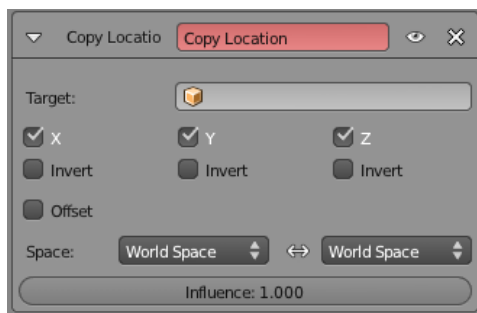 Copy Locatio Copy Location
Target:
X Y Z
Invert Invert Invert
Offset
Space: World Space World Space
Influence: 1.000